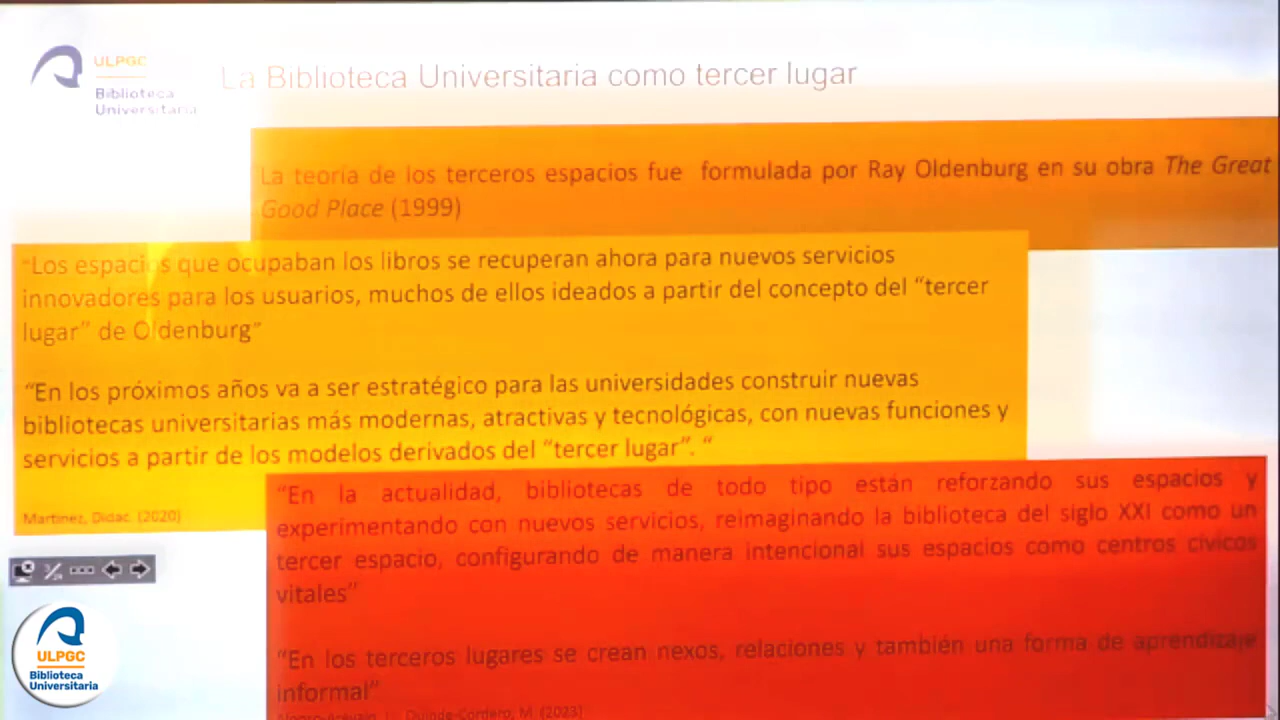 ULPGC
Biblioteca
Universitaria
La Biblioteca Universitaria como tercer lugar
La teoría de los terceros espacios fue formulada por Ray Oldenburg en su obra The Great
Good Place (1999)
“Los espacios que ocupaban los libros se recuperan ahora para nuevos servicios
innovadores para los usuarios, muchos de ellos ideados a partir del concepto del “tercer
lugar” de Oldenburg”
“En los próximos años va a ser estratégico para las universidades construir nuevas
bibliotecas universitarias más modernas, atractivas y tecnológicas, con nuevas funciones y
servicios a partir de los modelos derivados del “tercer lugar”. “
Martínez, Didac. (2020)
“En la actualidad, bibliotecas de todo tipo están reforzando sus espacios y
experimentando con nuevos servicios, reimaginando la biblioteca del siglo XXI como un
tercer espacio, configurando de manera intencional sus espacios como centros cívicos
vitales”
“En los terceros lugares se crean nexos, relaciones y también una forma de aprendizaje
informal”
Quinde-Cordero, M. (2023)
ULPGC
Biblioteca
Universitaria